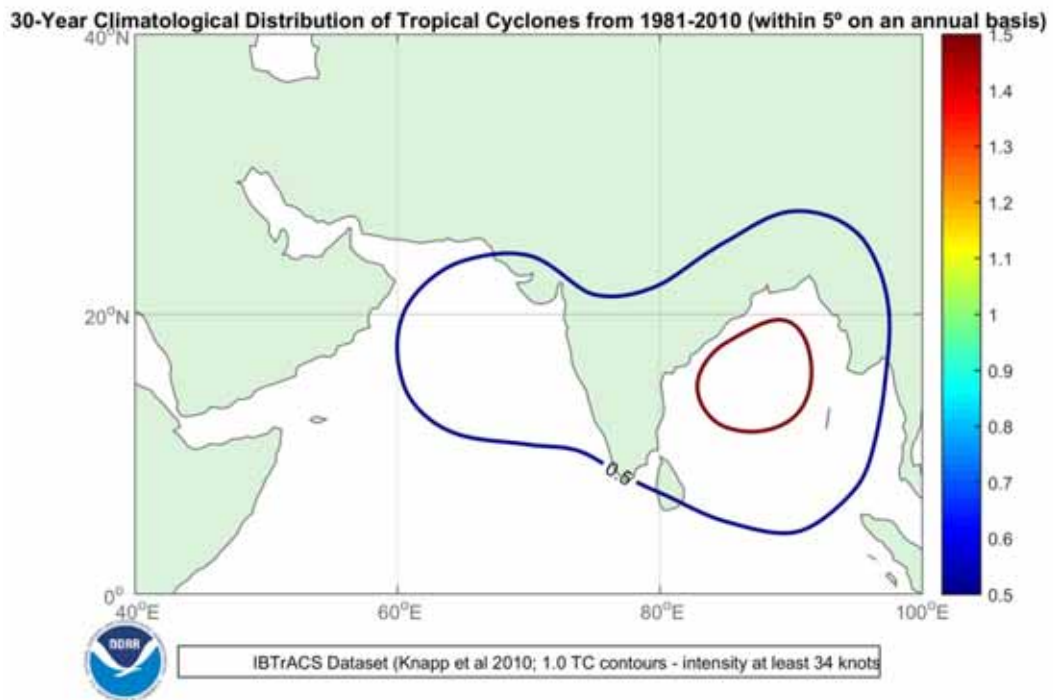 30-Year Climatological Distribution of Tropical Cyclones from 1981-2010 (within 5º on an annual basis)
40°N
20°N
0°
40°E
60°E
80°E
100°E
0.5
1.5
1.4
1.3
1.2
1.1
1
0.9
0.8
0.7
0.6
0.5
IBTrACS Dataset (Knapp et al 2010; 1.0 TC contours - intensity at least 34 knots